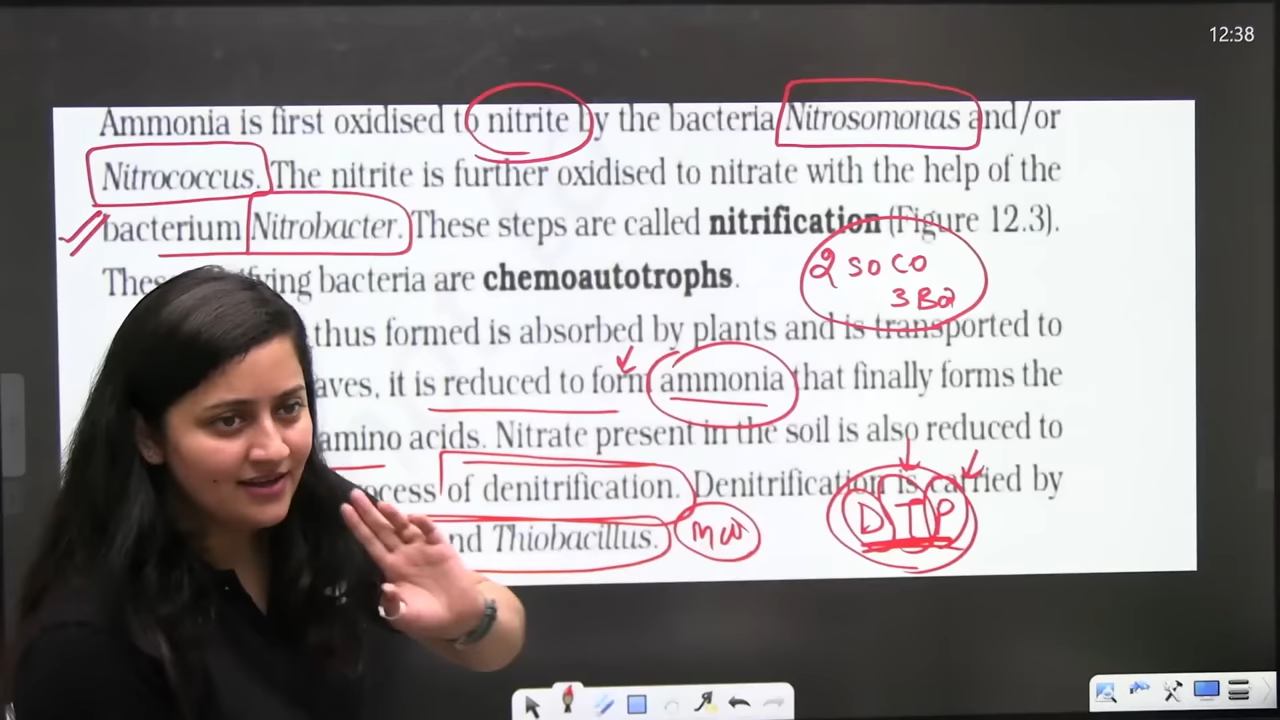 12:38
Ammonia is first oxidised to nitrite by the bacteria Nitrosomonas and/or
Nitrococcus. The nitrite is further oxidised to nitrate with the help of the
bacterium Nitrobacter. These steps are called nitrification (Figure 12.3).
2 so co
3 Ba
These fying bacteria are chemoautotrophs.
thus formed is absorbed by plants and is transported to
aves, it is reduced to form ammonia that finally forms the
amino acids. Nitrate present in the soil is also reduced to
ocess of denitrification. Denitrification is carried by
nd Thiobacillus.
D T P